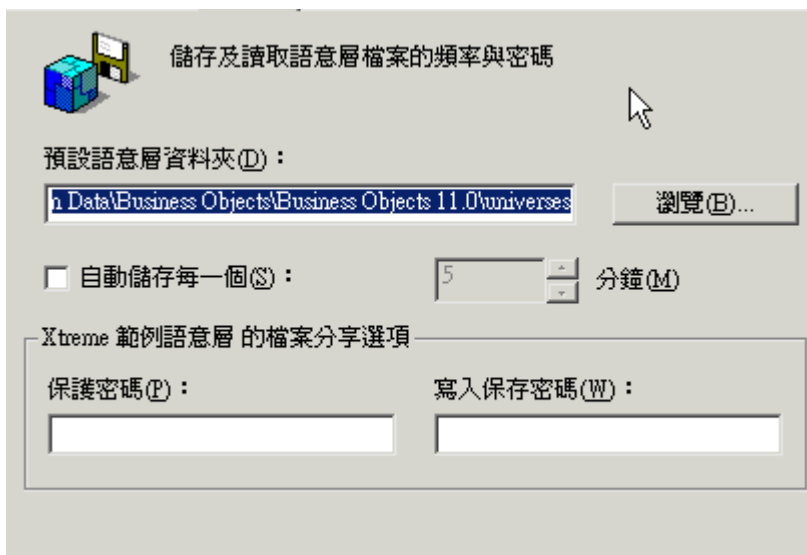 儲存及讀取語意層檔案的頻率與密碼
預設語意層資料夾(D)：
n Data\Business Objects\Business Objects 11.0\universes 瀏覽(B)...
自動儲存每一個(S)： 5 分鐘(M)
Xtreme 範例語意層 的檔案分享選項
保護密碼(P)： 寫入保存密碼(W)：